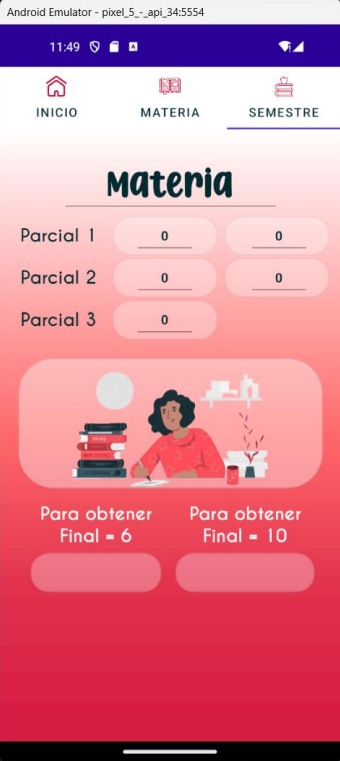 Android Emulator - pixel_5_-_api_34:5554
11:49
INICIO MATERIA SEMESTRE
Materia
Parcial 1 0 0
Parcial 2 0 0
Parcial 3 0
Para obtener Final = 6
Para obtener Final = 10